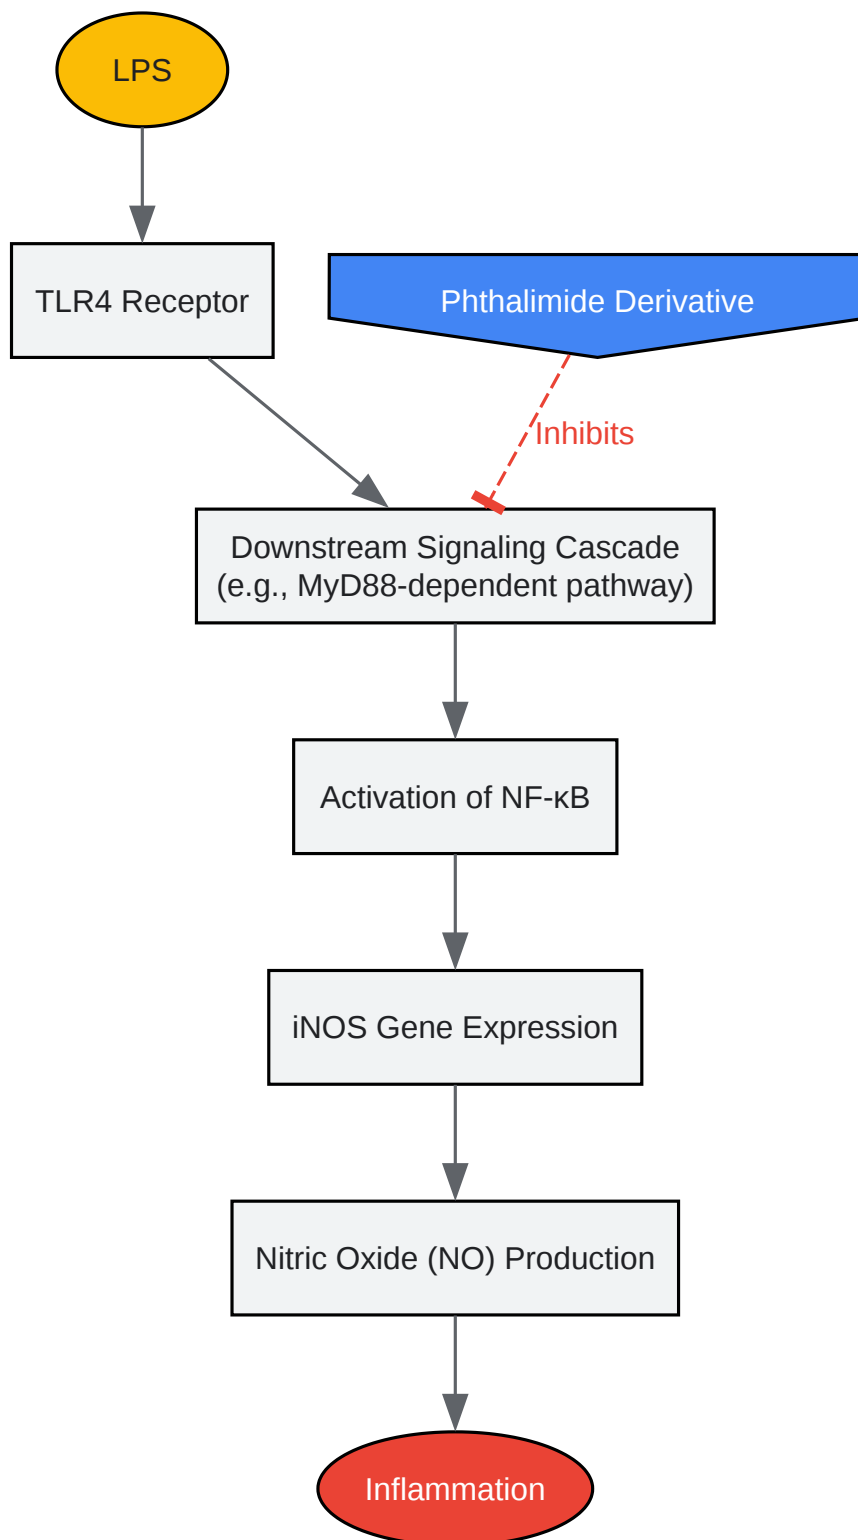 LPS
TLR4 Receptor
Phthalimide Derivative
Inhibits
Downstream Signaling Cascade
(e.g., MyD88-dependent pathway)
Activation of NF-κB
iNOS Gene Expression
Nitric Oxide (NO) Production
Inflammation